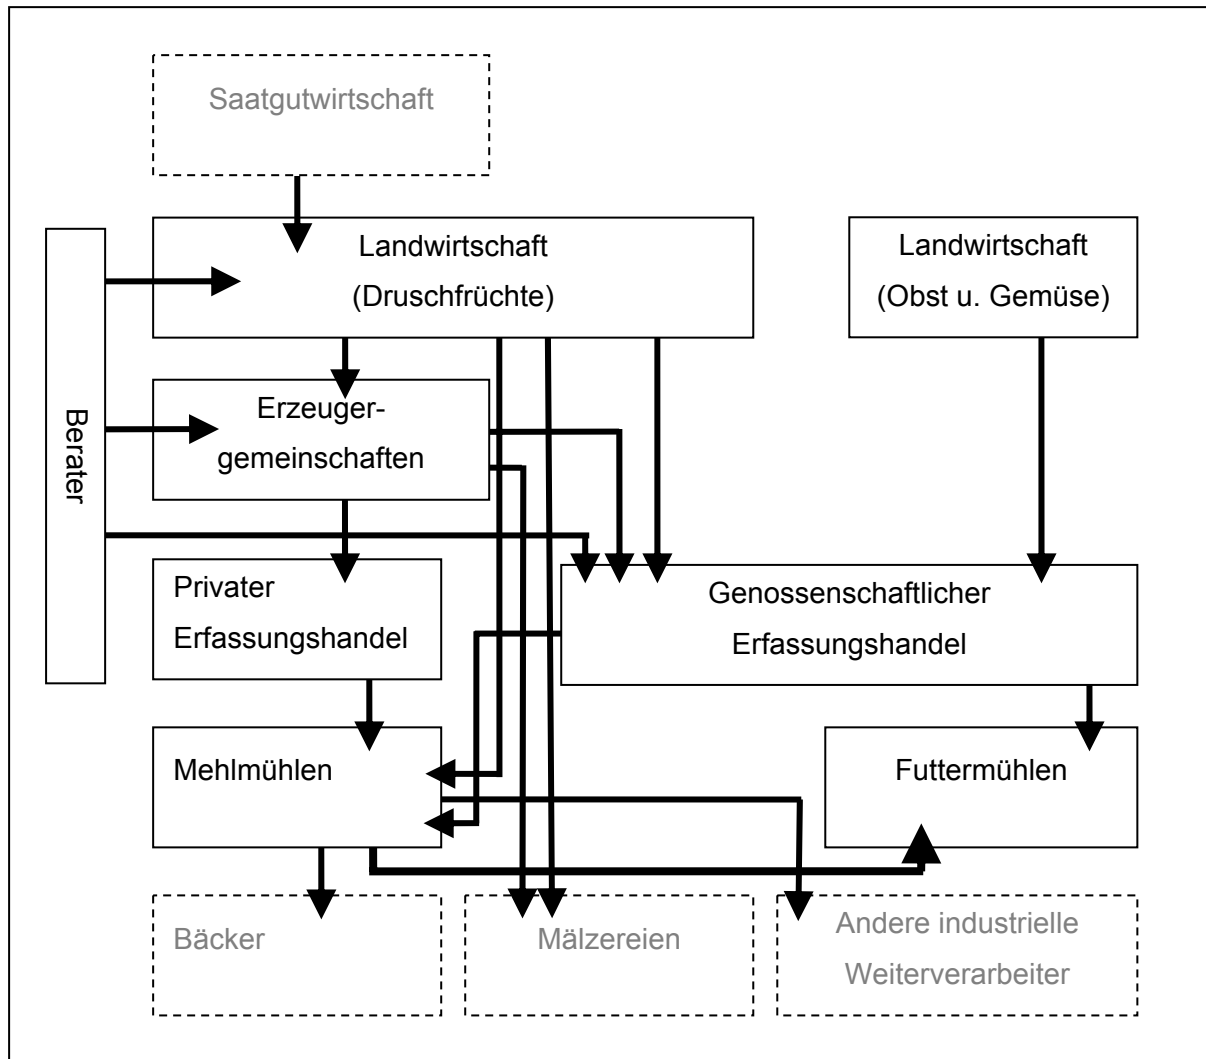 Saatgutwirtschaft
Landwirtschaft
(Druschfrüchte)
Landwirtschaft
(Obst u. Gemüse)
Berater
Erzeuger-
gemeinschaften
Privater
Erfassungshandel
Genossenschaftlicher
Erfassungshandel
Mehlmühlen
Futtermühlen
Bäcker
Mälzereien
Andere industrielle
Weiterverarbeiter